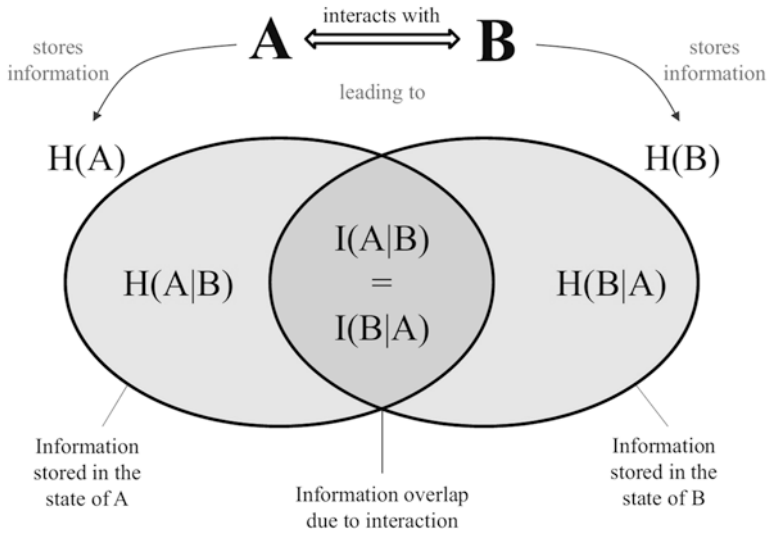 interacts with
A
B
stores
information
stores
information
leading to
H(A)
H(B)
I(A|B)
H(A|B)
=
H(B|A)
I(B|A)
Information
stored in the
state of A
Information
stored in the
state of B
Information overlap
due to interaction